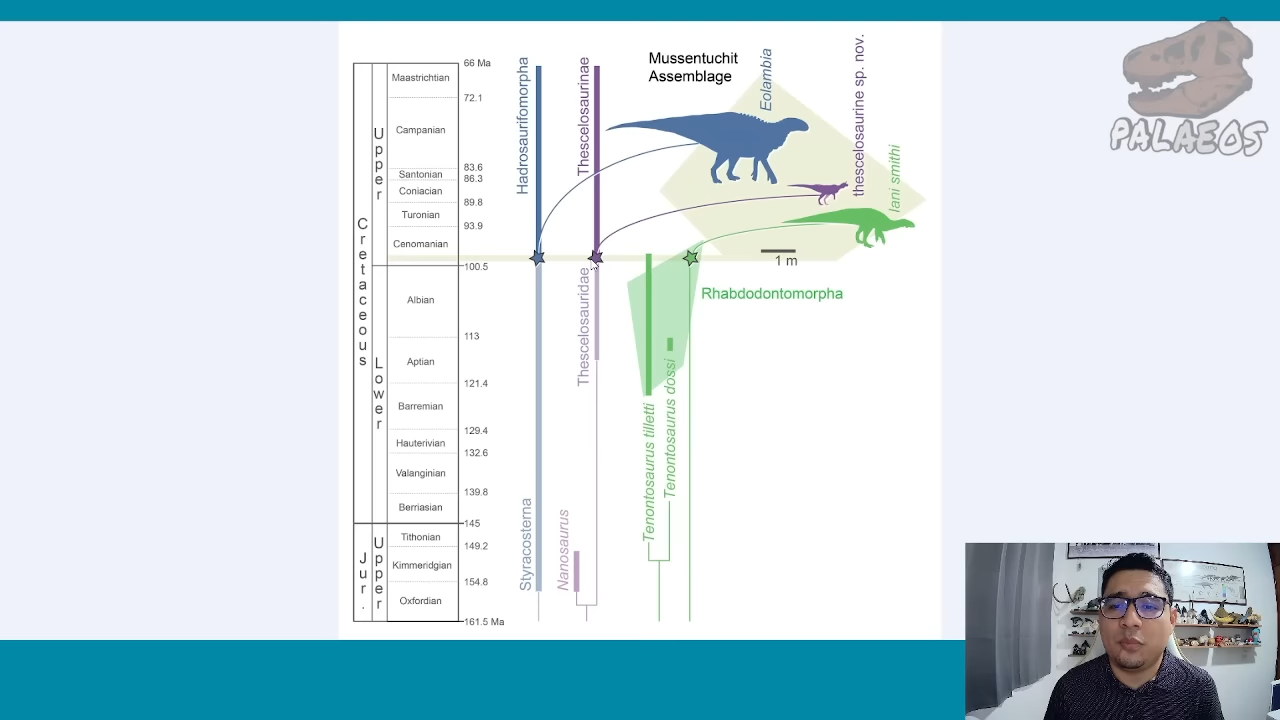 PALAEOS
Mussentuchit
Assemblage
Eolambia
thescelosaurine sp. nov.
Iani smithi
Hadrosaurifomorpha
Thescelosaurinae
1 m
Rhabdodontomorpha
Thescelosauridae
Tenontosaurus tilletti
Tenontosaurus dossi
Styracosterna
Nanosaurus
Cretaceous
Upper
Lower
Jur.
Upper
66 Ma
Maastrichtian
72.1
Campanian
83.6
Santonian
86.3
Coniacian
89.8
Turonian
93.9
Cenomanian
100.5
Albian
113
Aptian
121.4
Barremian
129.4
Hauterivian
132.6
Valanginian
139.8
Berriasian
145
Tithonian
149.2
Kimmeridgian
154.8
Oxfordian
161.5 Ma